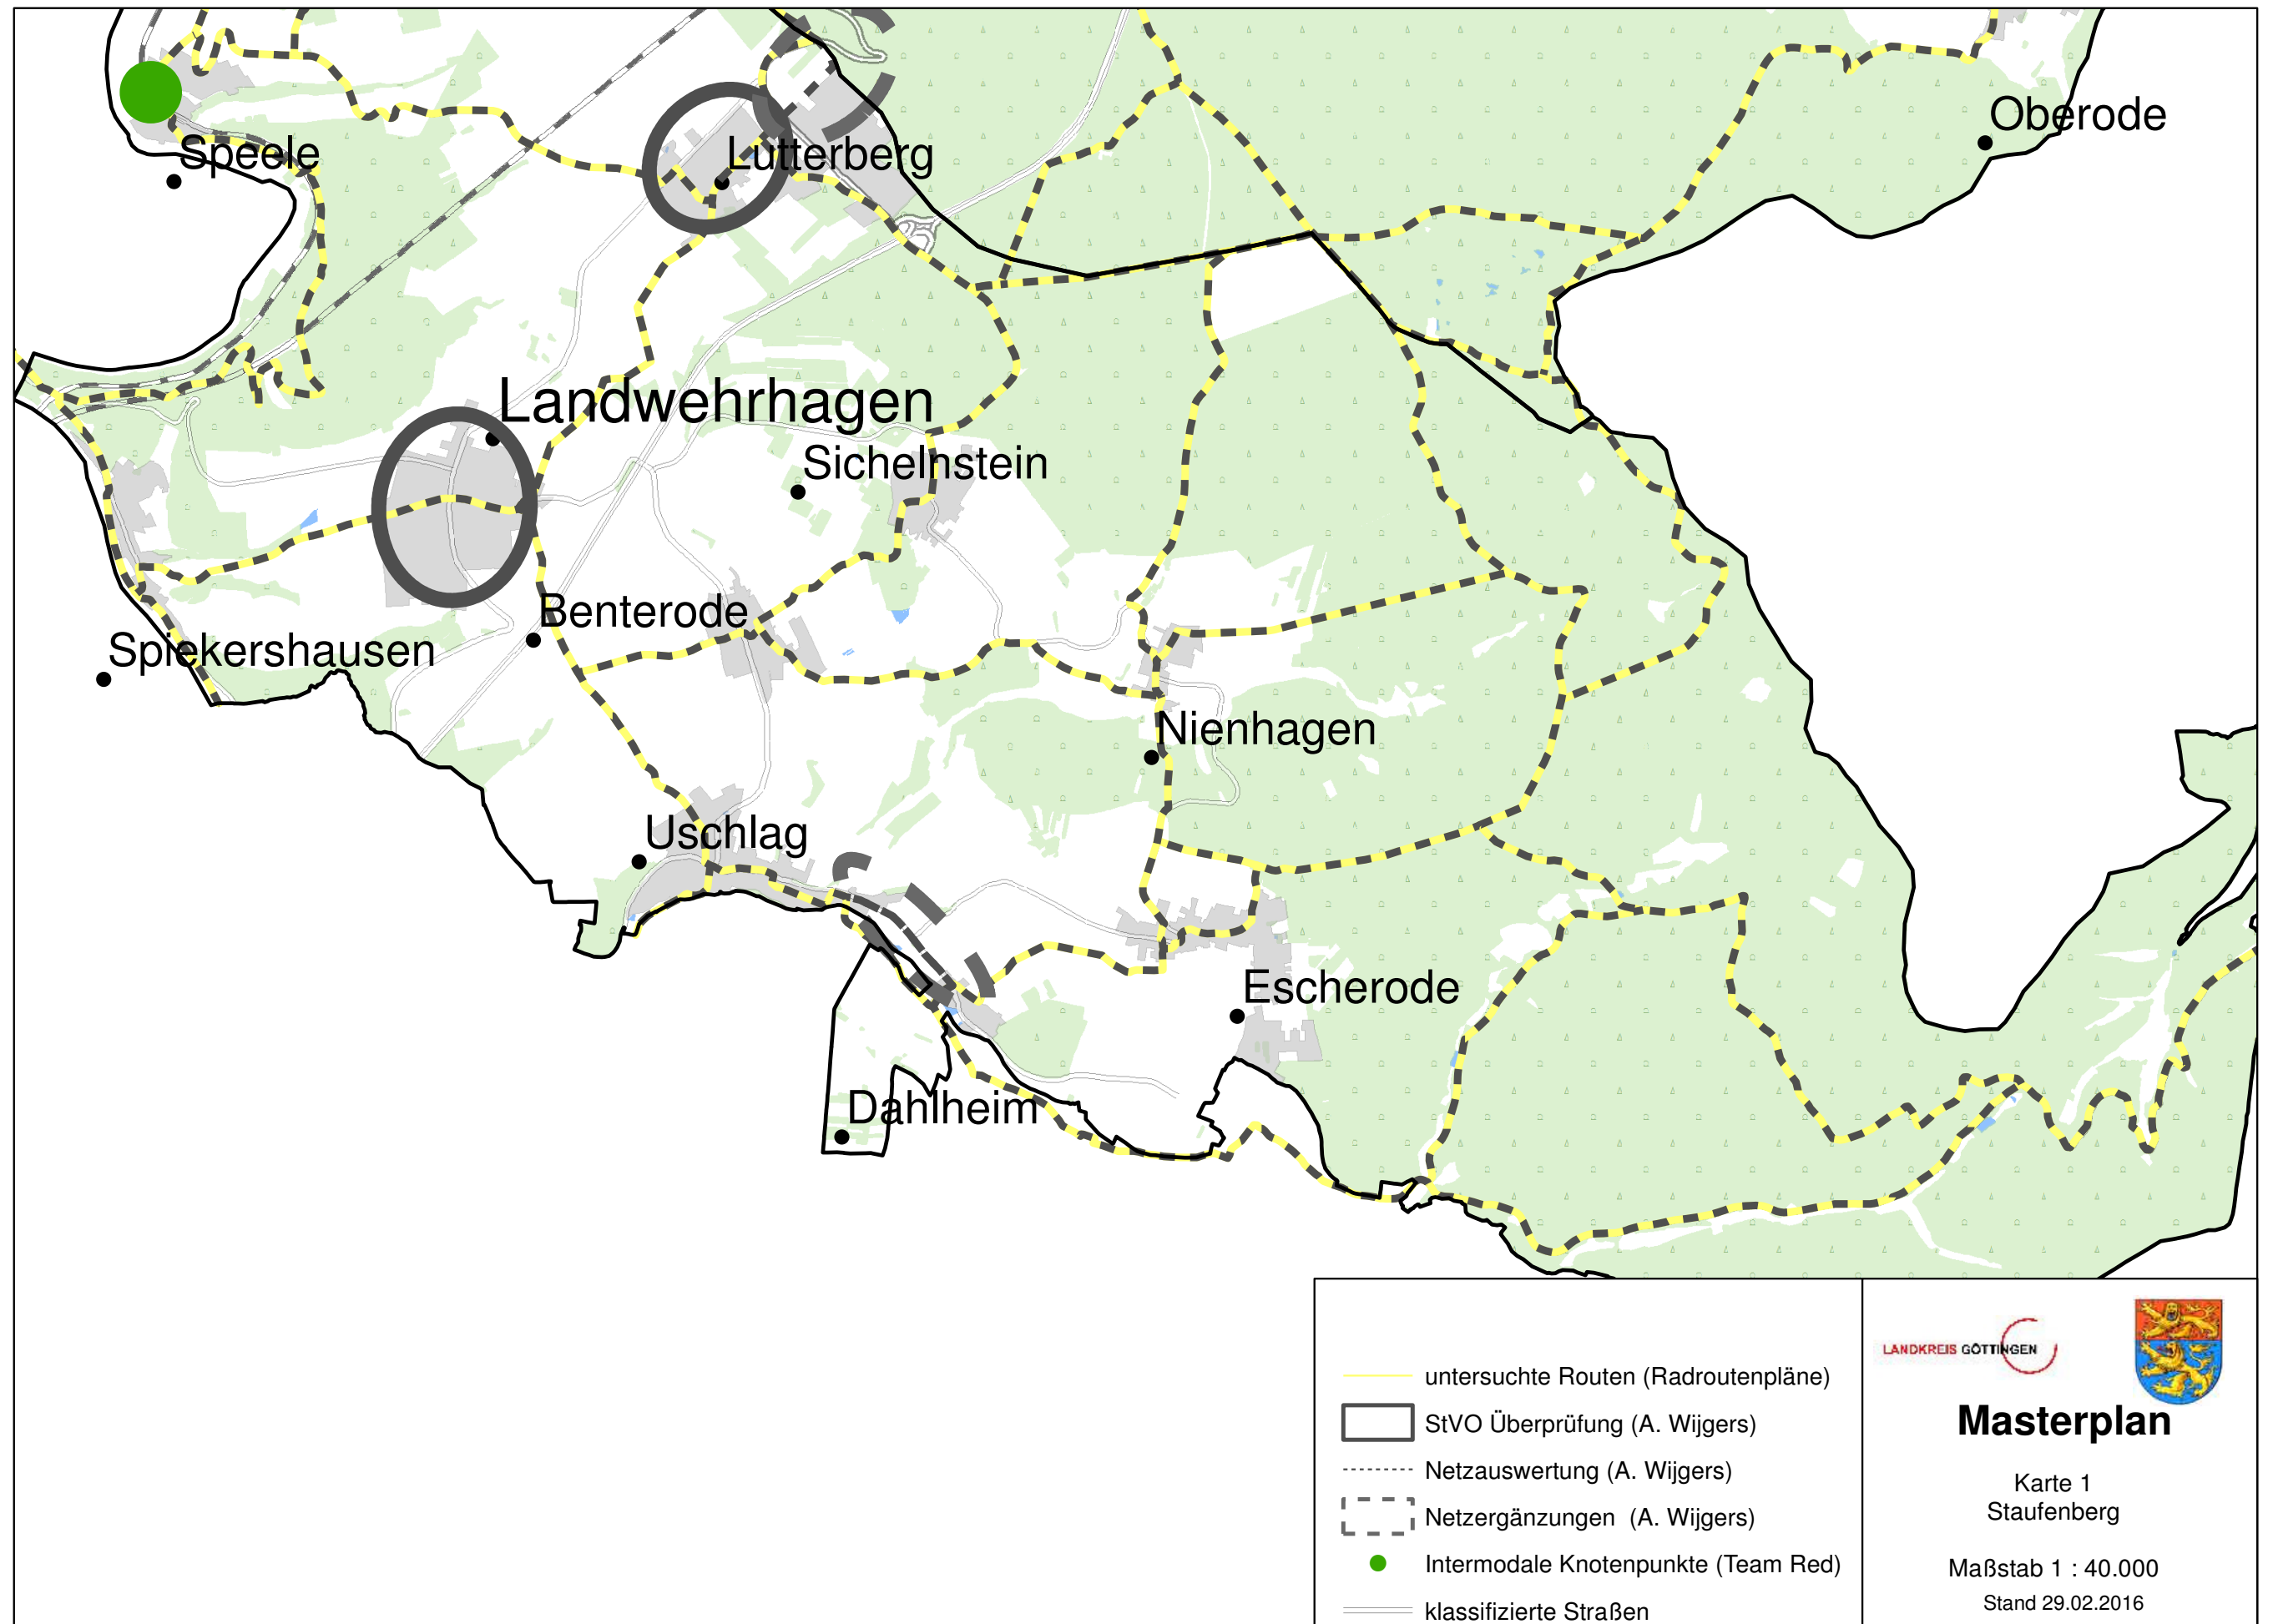 Oberode
Speele
Lutterberg
Landwehrhagen
Sichelnstein
Benterode
Spiekershausen
Nienhagen
Uschlag
Escherode
Dahlheim
untersuchte Routen (Radroutenpläne)
StVO Überprüfung (A. Wijgers)
Netzauswertung (A. Wijgers)
Netzergänzungen (A. Wijgers)
Intermodale Knotenpunkte (Team Red)
klassifizierte Straßen
LANDKREIS GÖTTINGEN
Masterplan
Karte 1
Staufenberg
Maßstab 1 : 40.000
Stand 29.02.2016